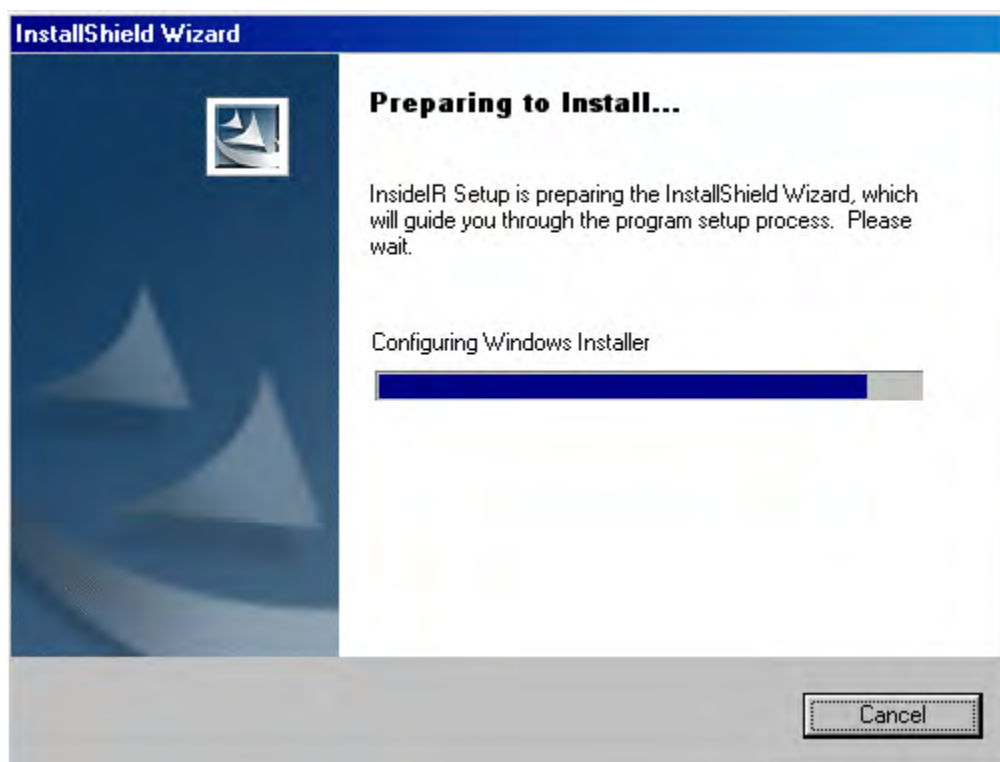 InstallShield Wizard
Preparing to Install...
InsideIR Setup is preparing the InstallShield Wizard, which
will guide you through the program setup process.  Please
wait.
Configuring Windows Installer
Cancel